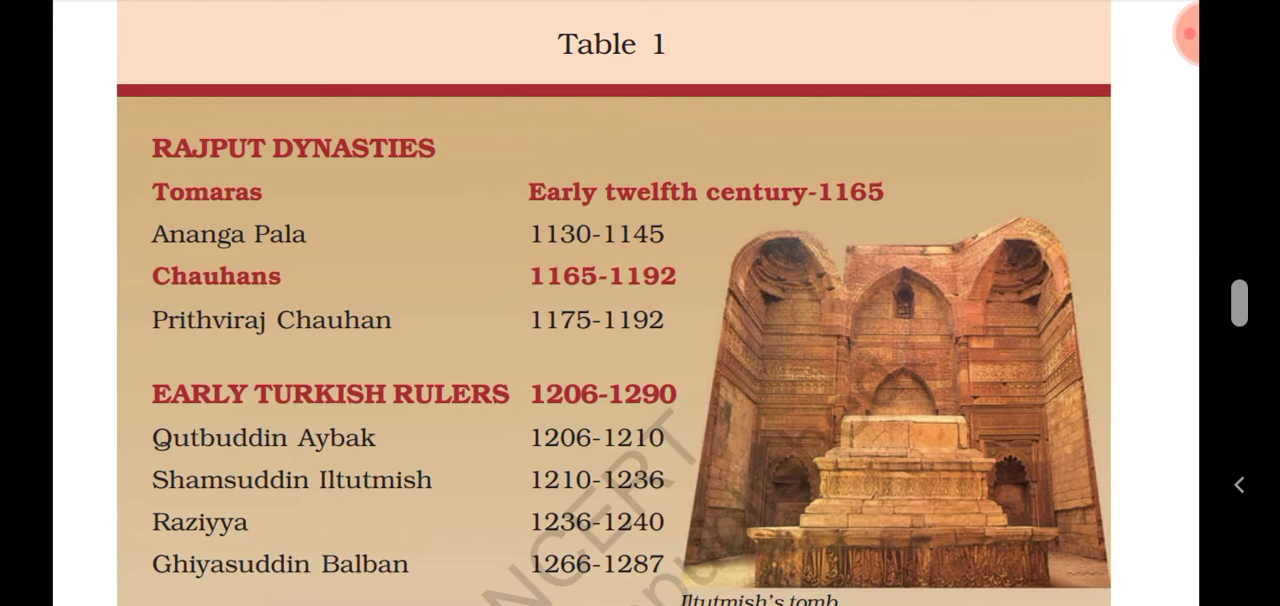 Table 1
RAJPUT DYNASTIES
Tomaras Early twelfth century-1165
Ananga Pala 1130-1145
Chauhans 1165-1192
Prithviraj Chauhan 1175-1192
EARLY TURKISH RULERS 1206-1290
Qutbuddin Aybak 1206-1210
Shamsuddin Iltutmish 1210-1236
Raziyya 1236-1240
Ghiyasuddin Balban 1266-1287
Iltutmish's tomb
NCERT